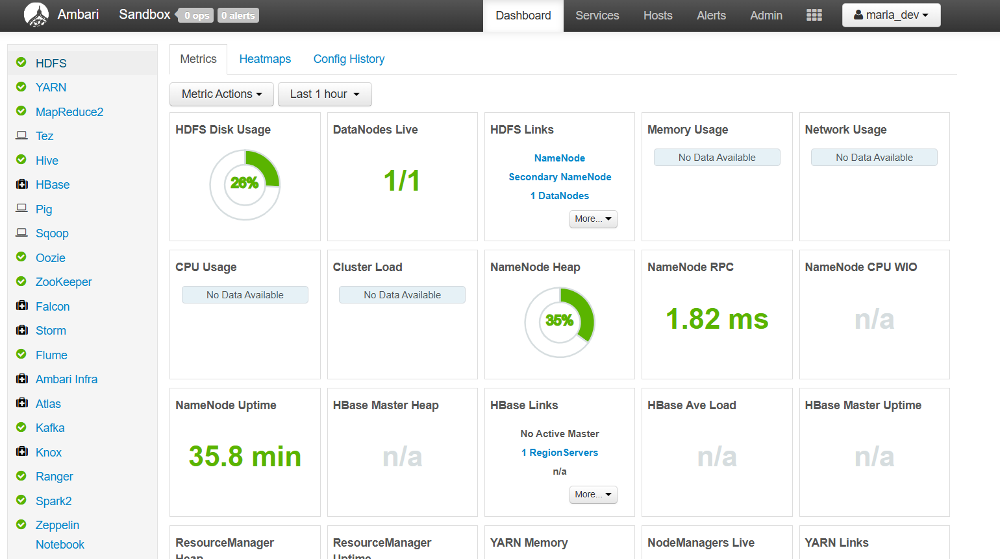 Ambari
Sandbox
0 ops
0 alerts
Dashboard
Services
Hosts
Alerts
Admin
maria_dev
HDFS
YARN
MapReduce2
Tez
Hive
HBase
Pig
Sqoop
Oozie
ZooKeeper
Falcon
Storm
Flume
Ambari Infra
Atlas
Kafka
Knox
Ranger
Spark2
Zeppelin
Notebook
Metrics
Heatmaps
Config History
Metric Actions
Last 1 hour
HDFS Disk Usage
26%
DataNodes Live
1/1
HDFS Links
NameNode
Secondary NameNode
1 DataNodes
More...
Memory Usage
No Data Available
Network Usage
No Data Available
CPU Usage
No Data Available
Cluster Load
No Data Available
NameNode Heap
35%
NameNode RPC
1.82 ms
NameNode CPU WIO
n/a
NameNode Uptime
35.8 min
HBase Master Heap
n/a
HBase Links
No Active Master
1 RegionServers
n/a
More...
HBase Ave Load
n/a
HBase Master Uptime
n/a
ResourceManager
Heap
ResourceManager
Uptime
YARN Memory
NodeManagers Live
YARN Links